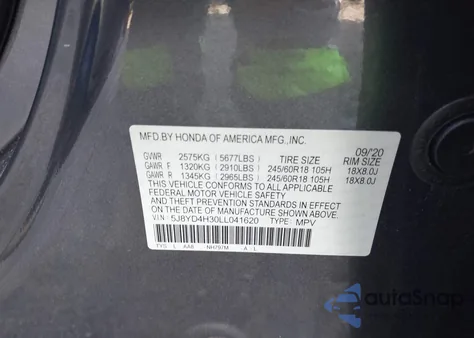 MFD.BY HONDA OF AMERICA MFG.,INC.
09/20
GVWR 2575KG (5677LBS) TIRE SIZE RIM SIZE
GAWR F 1320KG (2910LBS) 245/60R18 105H 18X8.0J
GAWR R 1345KG (2965LBS) 245/60R18 105H 18X8.0J
THIS VEHICLE CONFORMS TO ALL APPLICABLE
FEDERAL MOTOR VEHICLE SAFETY AND
THEFT PREVENTION STANDARDS IN EFFECT ON
THE DATE OF MANUFACTURE SHOWN ABOVE.
V.I.N: 5J8YD4H30LL041620 TYPE: MPV
TYS L AA8 NH797M A
autoSnap